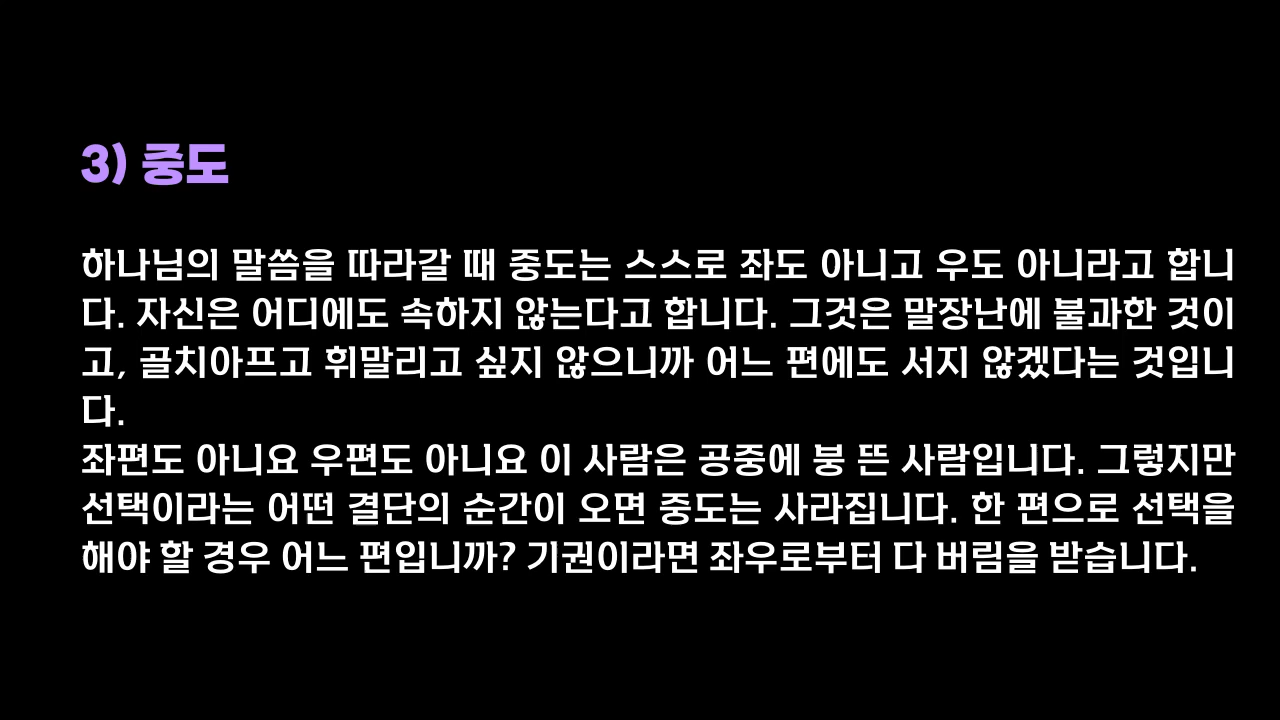 3) 중도
하나님의 말씀을 따라갈 때 중도는 스스로 좌도 아니고 우도 아니라고 합니
다. 자신은 어디에도 속하지 않는다고 합니다. 그것은 말장난에 불과한 것이
고, 골치아프고 휘말리고 싶지 않으니까 어느 편에도 서지 않겠다는 것입니
다.
좌편도 아니요 우편도 아니요 이 사람은 공중에 붕 뜬 사람입니다. 그렇지만
선택이라는 어떤 결단의 순간이 오면 중도는 사라집니다. 한 편으로 선택을
해야 할 경우 어느 편입니까? 기권이라면 좌우로부터 다 버림을 받습니다.